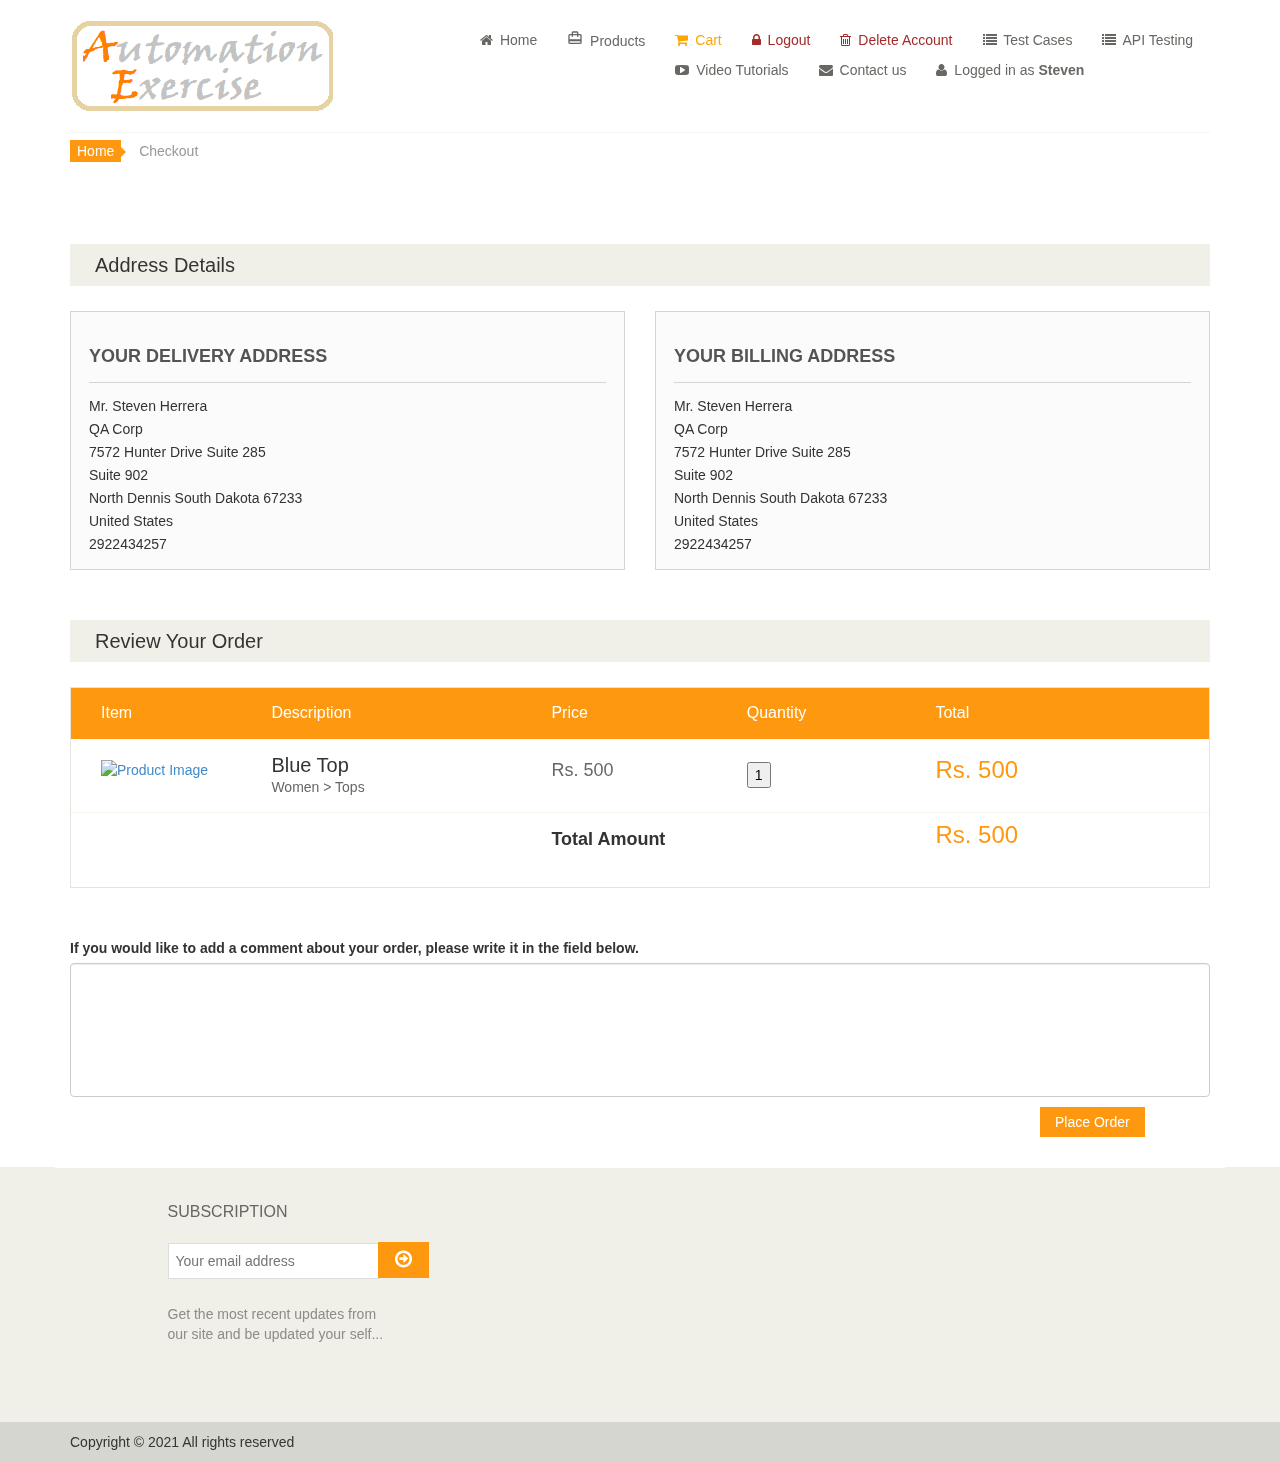 Automation
Exercise
Home Products Cart Logout Delete Account Test Cases API Testing
Video Tutorials Contact us Logged in as Steven
Home Checkout
Address Details
YOUR DELIVERY ADDRESS
Mr. Steven Herrera
QA Corp
7572 Hunter Drive Suite 285
Suite 902
North Dennis South Dakota 67233
United States
2922434257
YOUR BILLING ADDRESS
Mr. Steven Herrera
QA Corp
7572 Hunter Drive Suite 285
Suite 902
North Dennis South Dakota 67233
United States
2922434257
Review Your Order
Item Description Price Quantity Total
Product Image Blue Top Rs. 500 1 Rs. 500
Women > Tops
Total Amount Rs. 500
If you would like to add a comment about your order, please write it in the field below.
Place Order
SUBSCRIPTION
Your email address
Get the most recent updates from
our site and be updated your self...
Copyright © 2021 All rights reserved